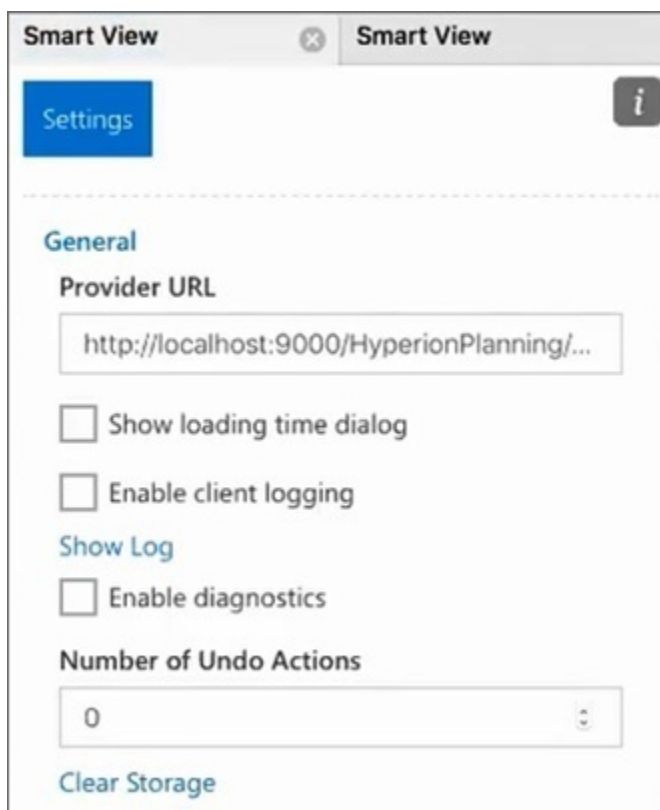 Smart View
Smart View
Settings
i
General
Provider URL
http://localhost:9000/HyperionPlanning/...
Show loading time dialog
Enable client logging
Show Log
Enable diagnostics
Number of Undo Actions
0
Clear Storage